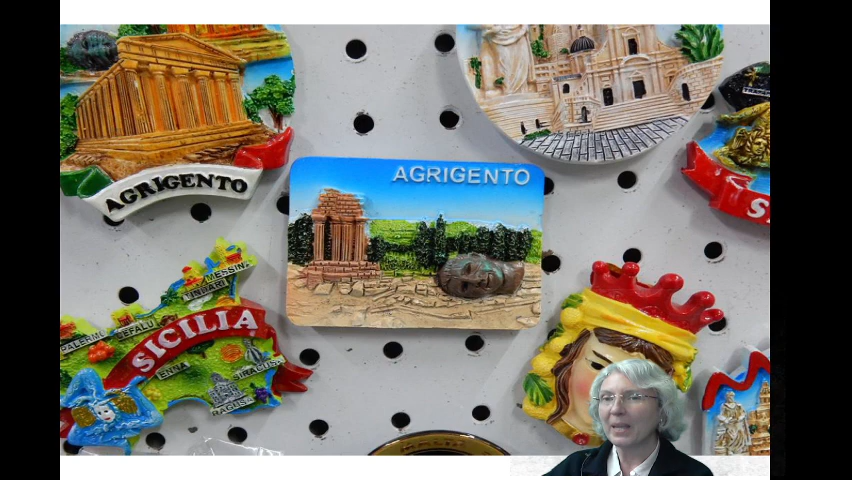 AGRIGENTO
AGRIGENTO
MESSINA
TINDARI
PALERMO
CEFALU
SICILIA
ENNA
SIRACUSA
RAGUSA